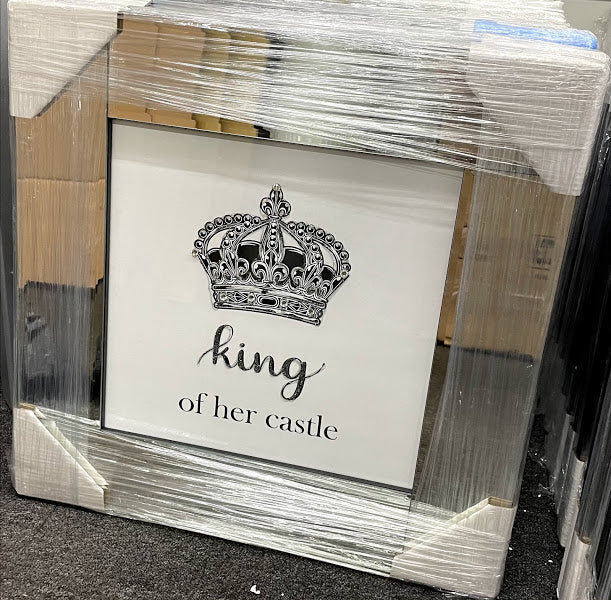 king
of her castle